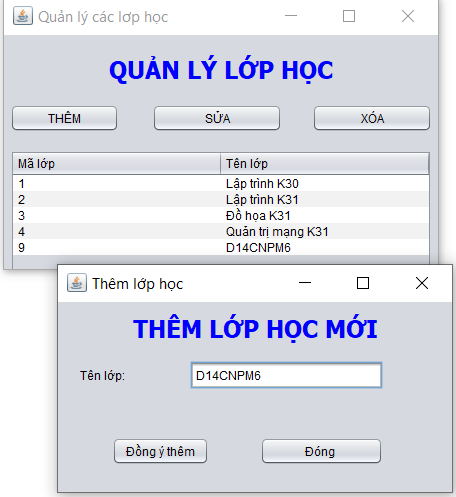 Quản lý các lơp học
QUẢN LÝ LỚP HỌC
THÊM SỬA XÓA
Mã lớp Tên lớp
1 Lập trình K30
2 Lập trình K31
3 Đồ họa K31
4 Quản trị mạng K31
9 D14CNPM6
Thêm lớp học
THÊM LỚP HỌC MỚI
Tên lớp: D14CNPM6
Đồng ý thêm Đóng